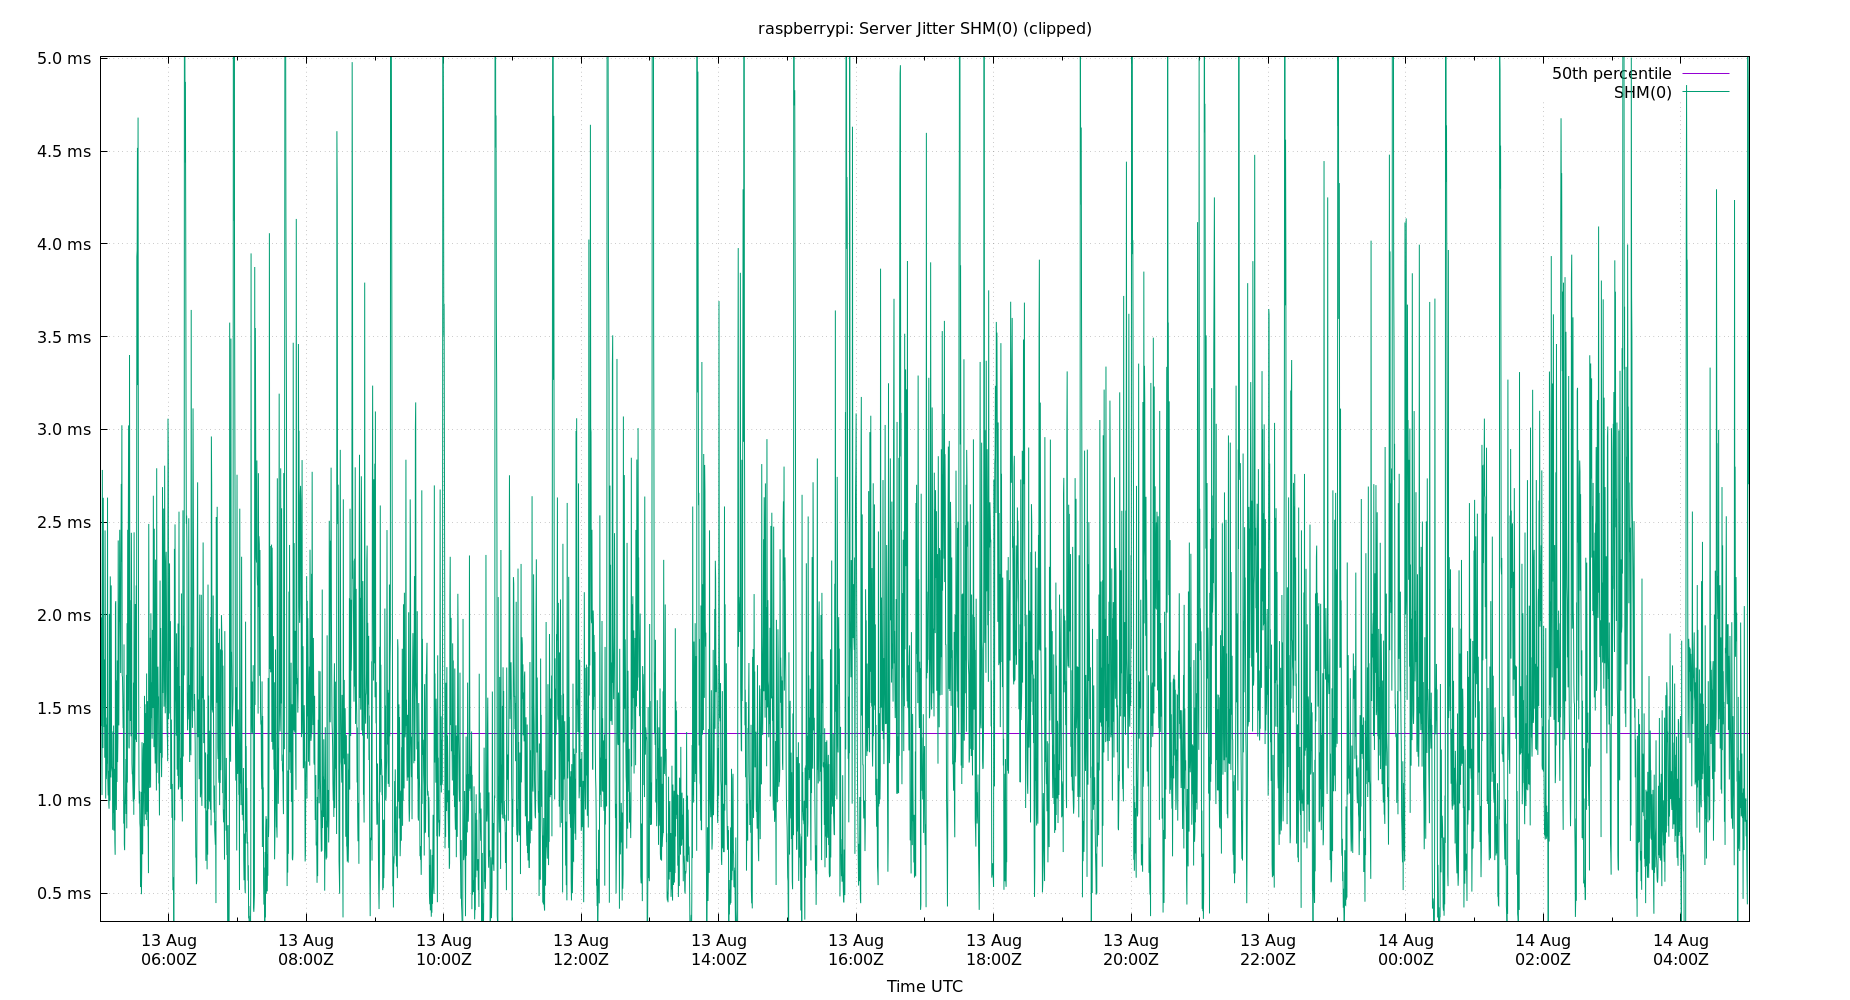 raspberrypi: Server Jitter SHM(0) (clipped)
5.0 ms
4.5 ms
4.0 ms
3.5 ms
3.0 ms
2.5 ms
2.0 ms
1.5 ms
1.0 ms
0.5 ms
50th percentile
SHM(0)
13 Aug 13 Aug 13 Aug 13 Aug 13 Aug 13 Aug 13 Aug 13 Aug 13 Aug 14 Aug 14 Aug 14 Aug
06:00Z 08:00Z 10:00Z 12:00Z 14:00Z 16:00Z 18:00Z 20:00Z 22:00Z 00:00Z 02:00Z 04:00Z
Time UTC